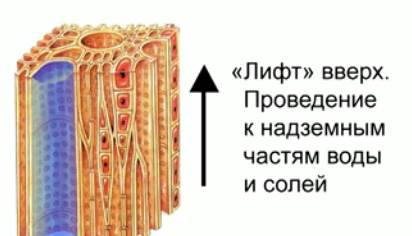 «Лифт» вверх.
Проведение
к надземным
частям воды
и солей